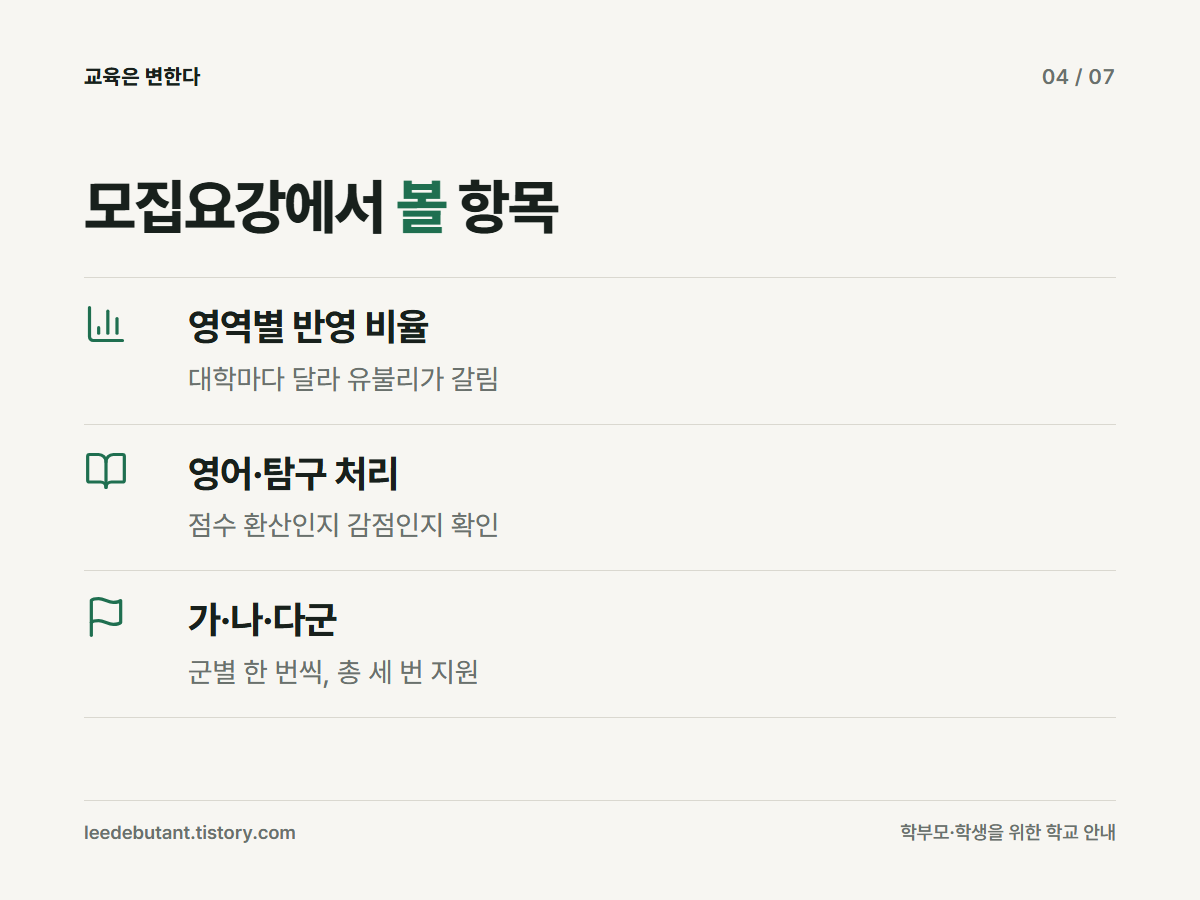 교육은 변한다
04 / 07
모집요강에서 볼 항목
영역별 반영 비율
대학마다 달라 유불리가 갈림
영어·탐구 처리
점수 환산인지 감점인지 확인
가·나·다군
군별 한 번씩, 총 세 번 지원
leedebutant.tistory.com
학부모·학생을 위한 학교 안내